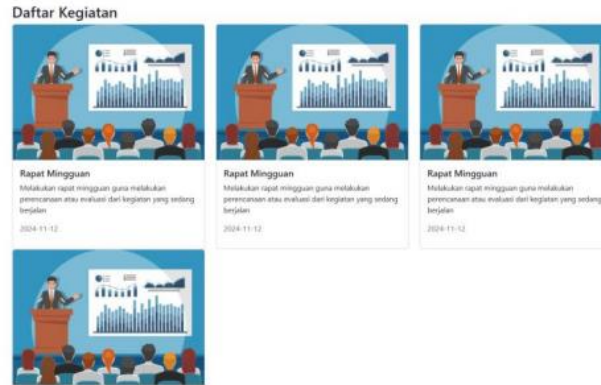 Daftar Kegiatan
Rapat Mingguan
Melakukan rapat mingguan guna melakukan
perencanaan atau evaluasi dari kegiatan yang sedang
berjalan
2024-11-12
Rapat Mingguan
Melakukan rapat mingguan guna melakukan
perencanaan atau evaluasi dari kegiatan yang sedang
berjalan
2024-11-12
Rapat Mingguan
Melakukan rapat mingguan guna melakukan
perencanaan atau evaluasi dari kegiatan yang sedang
berjalan
2024-11-12